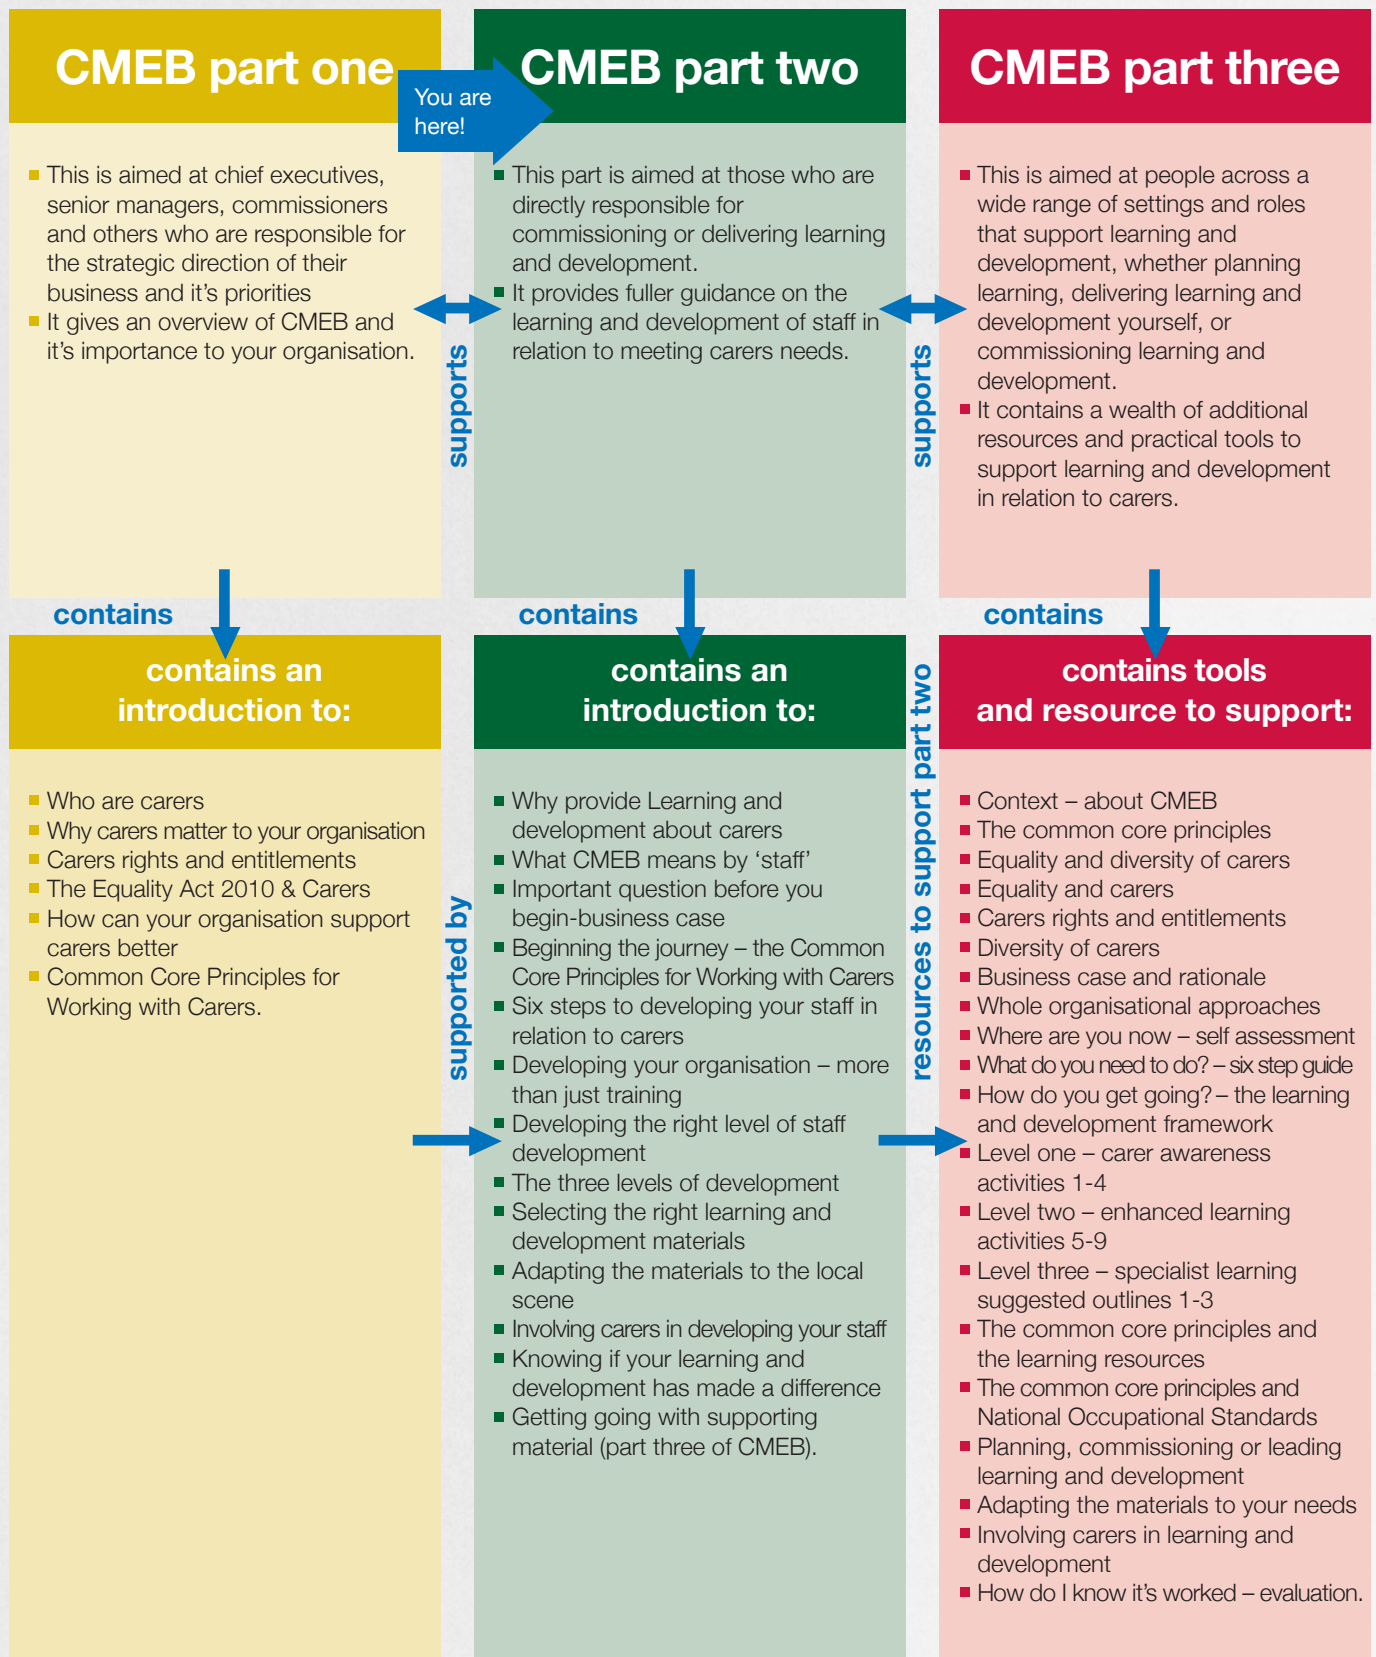 CMEB part one
You are
here!
CMEB part two
CMEB part three
This is aimed at chief executives,
senior managers, commissioners
and others who are responsible for
the strategic direction of their
business and it's priorities
It gives an overview of CMEB and
it's importance to your organisation.
supports
This part is aimed at those who are
directly responsible for
commissioning or delivering learning
and development.
It provides fuller guidance on the
learning and development of staff in
relation to meeting carers needs.
supports
This is aimed at people across a
wide range of settings and roles
that support learning and
development, whether planning
learning, delivering learning and
development yourself, or
commissioning learning and
development.
It contains a wealth of additional
resources and practical tools to
support learning and development
in relation to carers.
contains
contains
contains
contains an
introduction to:
Who are carers
Why carers matter to your organisation
Carers rights and entitlements
The Equality Act 2010 & Carers
How can your organisation support
carers better
Common Core Principles for
Working with Carers.
supported by
contains an
introduction to:
Why provide Learning and
development about carers
What CMEB means by ‘staff’
Important question before you
begin-business case
Beginning the journey – the Common
Core Principles for Working with Carers
Six steps to developing your staff in
relation to carers
Developing your organisation – more
than just training
Developing the right level of staff
development
The three levels of development
Selecting the right learning and
development materials
Adapting the materials to the local
scene
Involving carers in developing your staff
Knowing if your learning and
development has made a difference
Getting going with supporting
material (part three of CMEB).
resources to support part two
contains tools
and resource to support:
Context – about CMEB
The common core principles
Equality and diversity of carers
Equality and carers
Carers rights and entitlements
Diversity of carers
Business case and rationale
Whole organisational approaches
Where are you now – self assessment
What do you need to do? – six step guide
How do you get going? – the learning
and development framework
Level one – carer awareness
activities 1-4
Level two – enhanced learning
activities 5-9
Level three – specialist learning
suggested outlines 1-3
The common core principles and
the learning resources
The common core principles and
National Occupational Standards
Planning, commissioning or leading
learning and development
Adapting the materials to your needs
Involving carers in learning and
development
How do I know it's worked – evaluation.